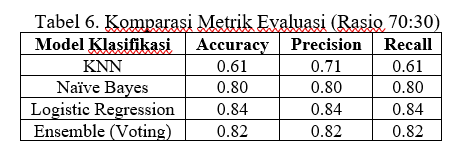 Tabel 6. Komparasi Metrik Evaluasi (Rasio 70:30)
Model Klasifikasi Accuracy Precision Recall
KNN 0.61 0.71 0.61
Naïve Bayes 0.80 0.80 0.80
Logistic Regression 0.84 0.84 0.84
Ensemble (Voting) 0.82 0.82 0.82